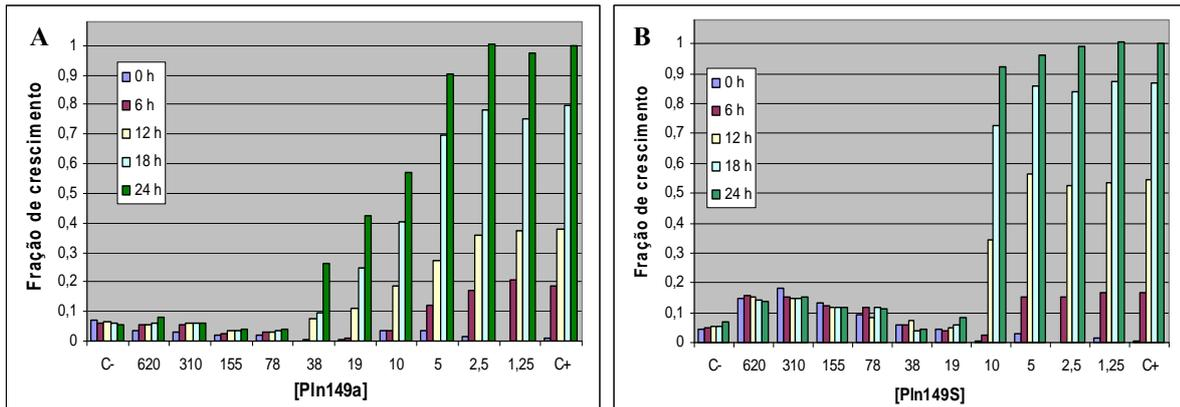 A
Fração de crescimento
1
0,9
0,8
0,7
0,6
0,5
0,4
0,3
0,2
0,1
0
0 h
6 h
12 h
18 h
24 h
C- 620 310 155 78 38 19 10 5 2,5 1,25 C+
[Pln149a]
B
Fração de crescimento
1
0,9
0,8
0,7
0,6
0,5
0,4
0,3
0,2
0,1
0
0 h
6 h
12 h
18 h
24 h
C- 620 310 155 78 38 19 10 5 2,5 1,25 C+
[Pln149S]